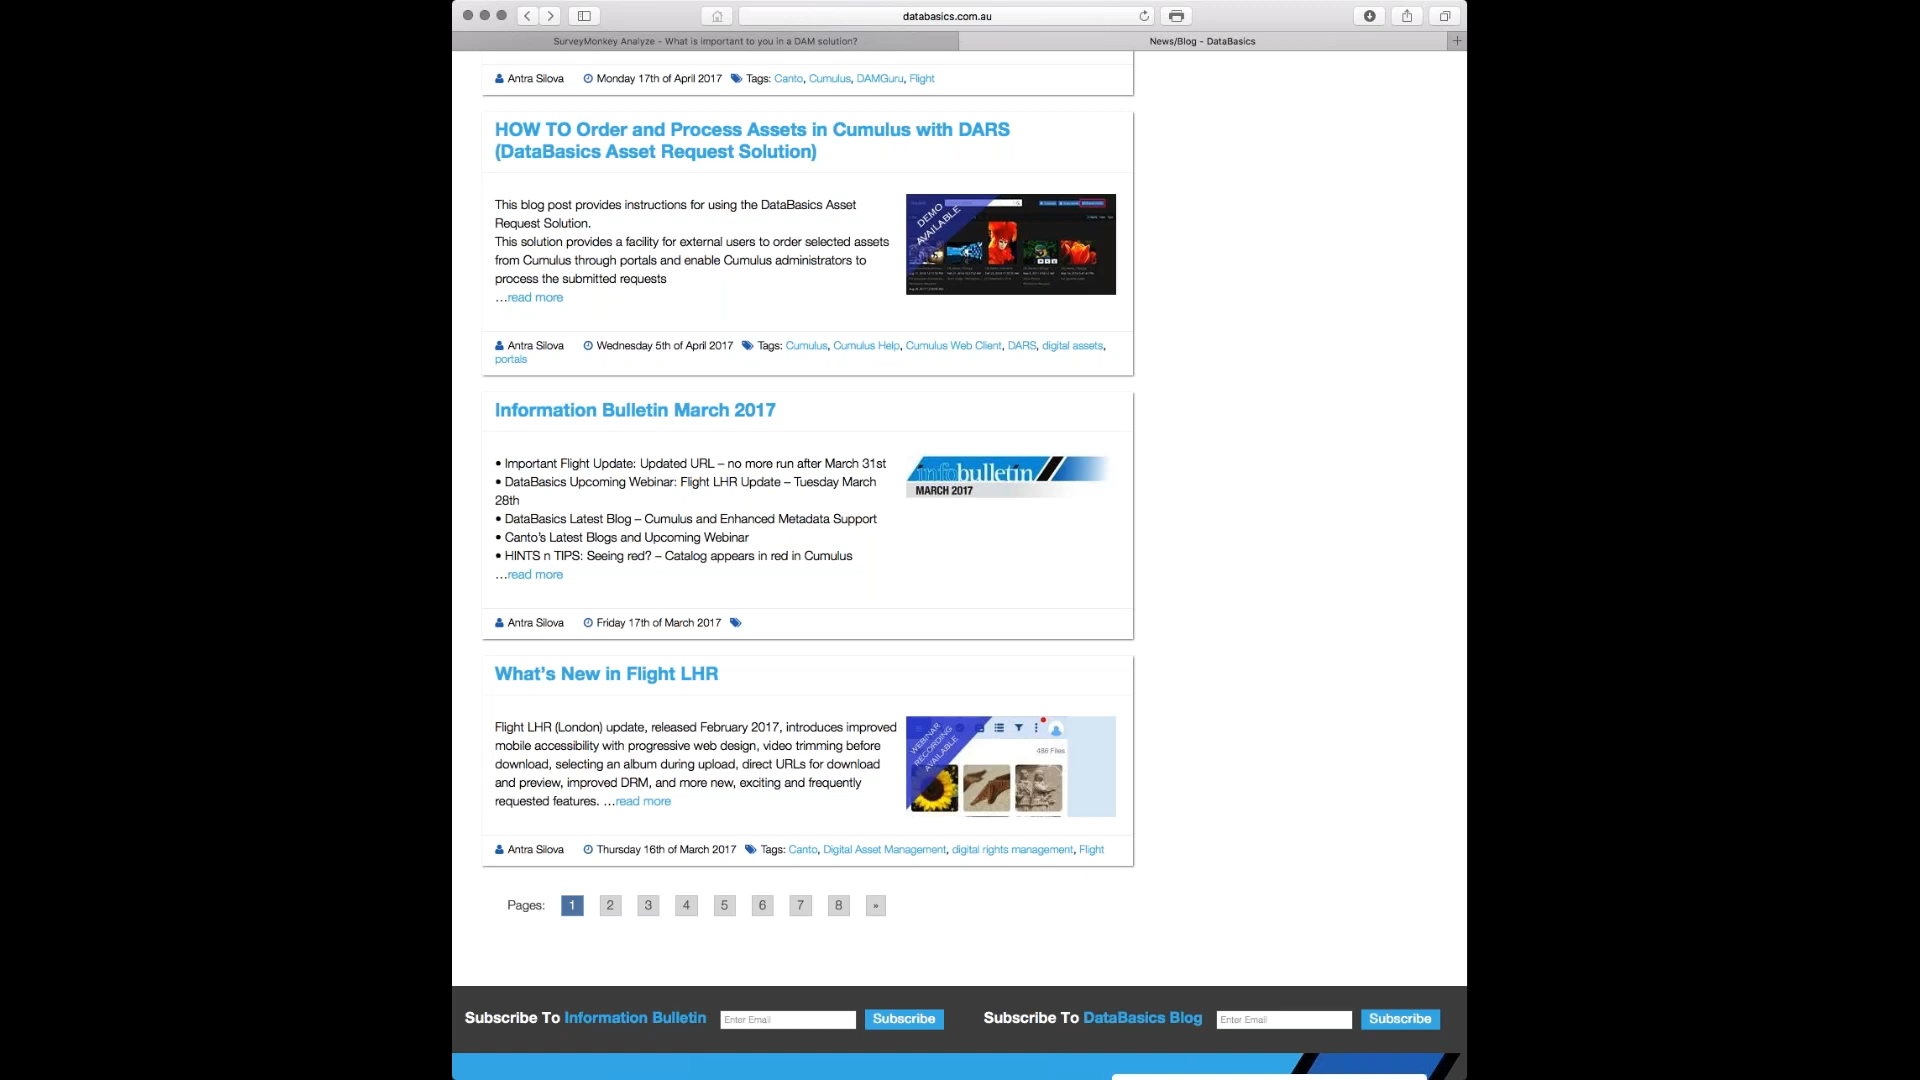 databasics.com.au
SurveyMonkey Analyze - What is important to you in a DAM solution?
News/Blog - DataBasics
Antra Silova Monday 17th of April 2017 Tags: Canto, Cumulus, DAMGuru, Flight
HOW TO Order and Process Assets in Cumulus with DARS
(DataBasics Asset Request Solution)
This blog post provides instructions for using the DataBasics Asset
Request Solution.
This solution provides a facility for external users to order selected assets
from Cumulus through portals and enable Cumulus administrators to
process the submitted requests
…read more
DEMO
AVAILABLE
Antra Silova Wednesday 5th of April 2017 Tags: Cumulus, Cumulus Help, Cumulus Web Client, DARS, digital assets,
portals
Information Bulletin March 2017
• Important Flight Update: Updated URL – no more run after March 31st
• DataBasics Upcoming Webinar: Flight LHR Update – Tuesday March
28th
• DataBasics Latest Blog – Cumulus and Enhanced Metadata Support
• Canto's Latest Blogs and Upcoming Webinar
• HINTS n TIPS: Seeing red? – Catalog appears in red in Cumulus
…read more
infobulletin
MARCH 2017
Antra Silova Friday 17th of March 2017
What's New in Flight LHR
Flight LHR (London) update, released February 2017, introduces improved
mobile accessibility with progressive web design, video trimming before
download, selecting an album during upload, direct URLs for download
and preview, improved DRM, and more new, exciting and frequently
requested features. …read more
WEBINAR
RECORDING
AVAILABLE
486 Files
Antra Silova Thursday 16th of March 2017 Tags: Canto, Digital Asset Management, digital rights management, Flight
Pages: 1 2 3 4 5 6 7 8 »
Subscribe To Information Bulletin Enter Email Subscribe Subscribe To DataBasics Blog Enter Email Subscribe